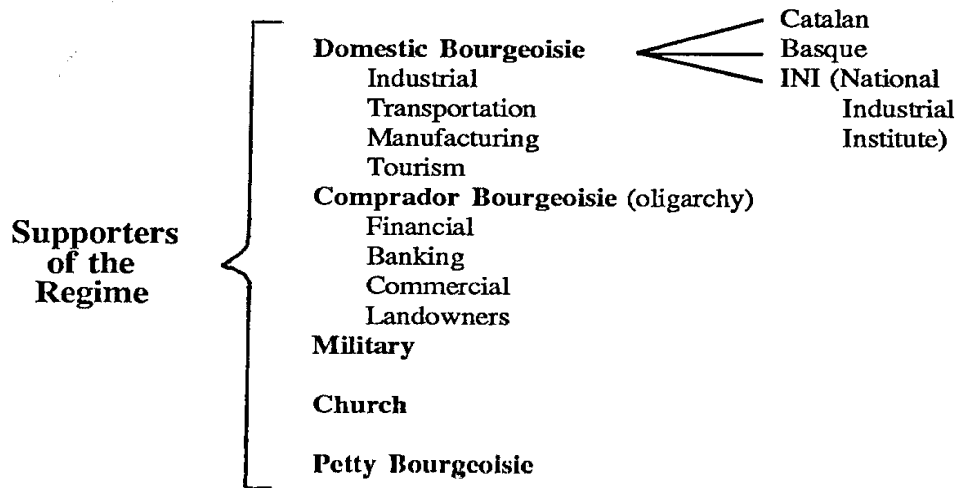 Supporters
of the
Regime
Domestic Bourgeoisie
Industrial
Transportation
Manufacturing
Tourism
Comprador Bourgeoisie (oligarchy)
Financial
Banking
Commercial
Landowners
Military
Church
Petty Bourgeoisie
Catalan
Basque
INI (National
Industrial
Institute)